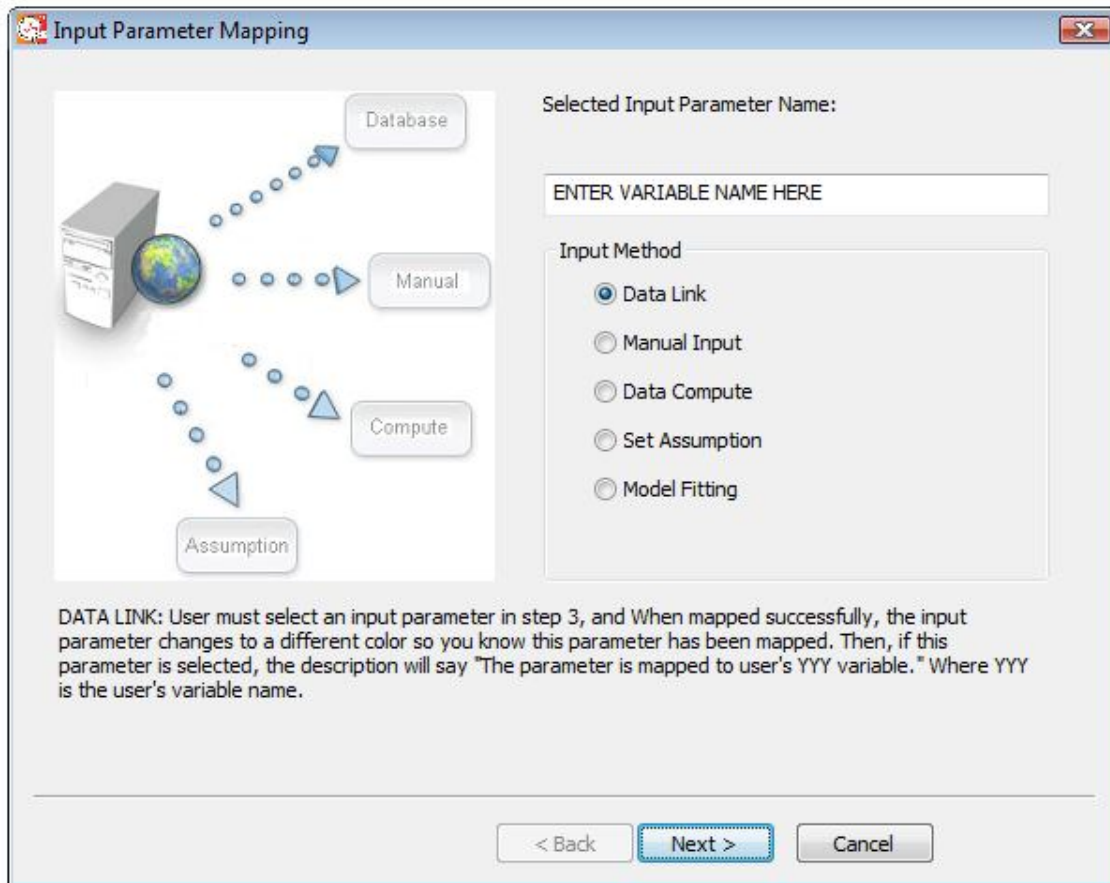 Input Parameter Mapping
Database
Manual
Compute
Assumption
Selected Input Parameter Name:
ENTER VARIABLE NAME HERE
Input Method
Data Link
Manual Input
Data Compute
Set Assumption
Model Fitting
DATA LINK: User must select an input parameter in step 3, and When mapped successfully, the input
parameter changes to a different color so you know this parameter has been mapped. Then, if this
parameter is selected, the description will say "The parameter is mapped to user's YYY variable." Where YYY
is the user's variable name.
< Back
Next >
Cancel